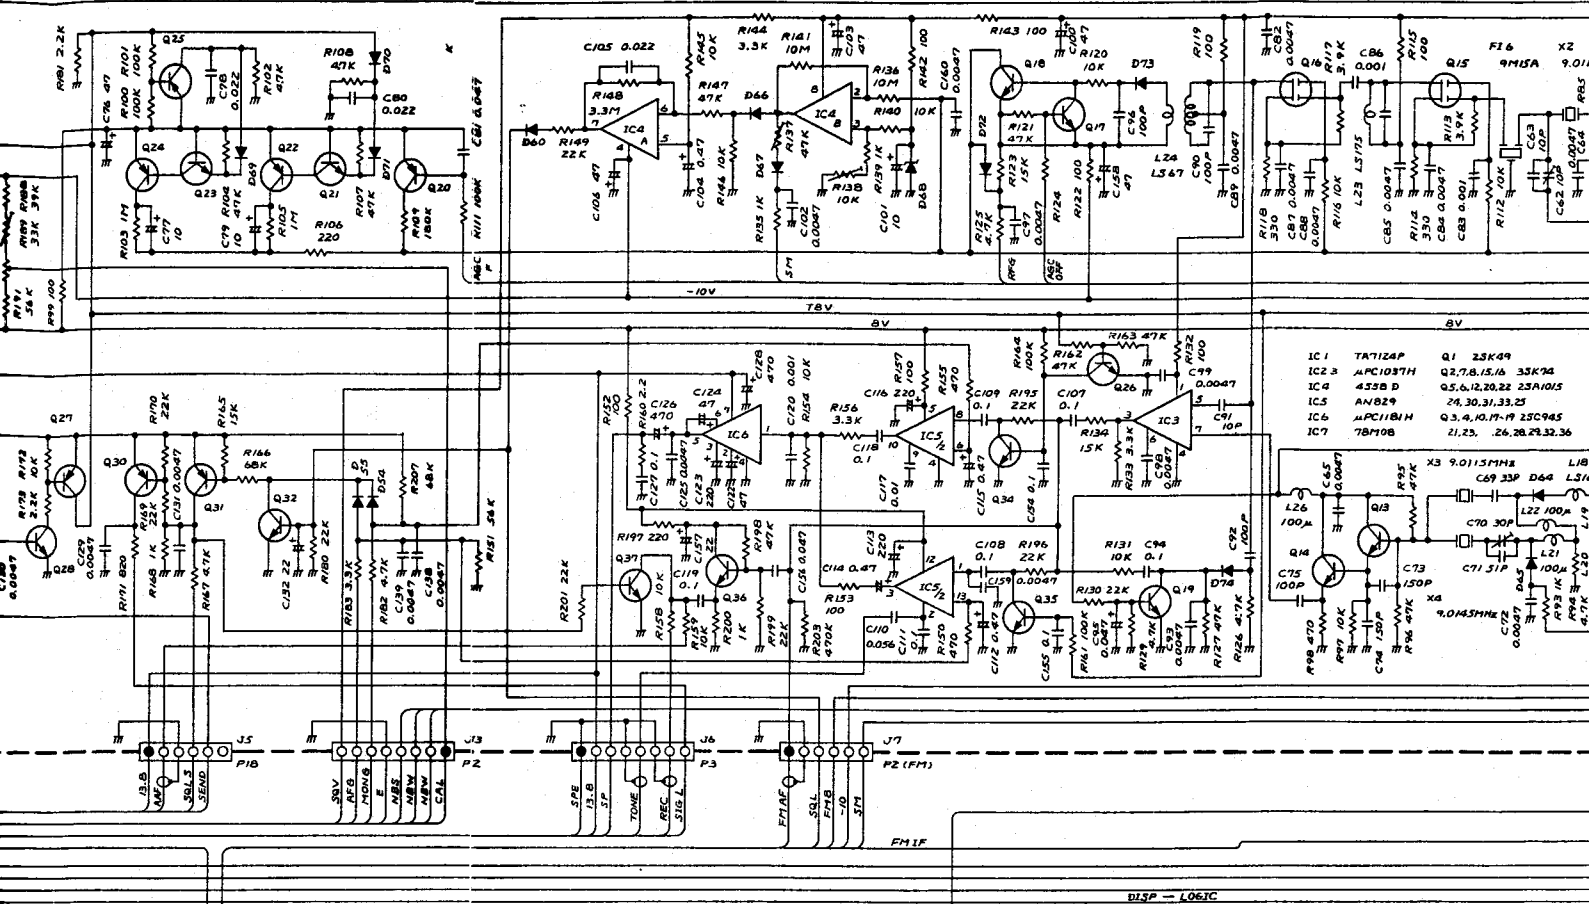 R181 2.2K
R101 100K
Q25
C78 0.022
R102 47K
R108 47K
D70
C80 0.022
K
C76 47
R100 100K
Q24
Q23
R104 47K
D69
Q22
Q21
R107 47K
D71
Q20
C81 0.047
R111 100K
R103 1M
C77 10
C79 10
R105 1M
R106 220
R109 180K
AGC
F
R188 39K
R189 33K
R191 56K
R99 100
C105 0.022
R145 10K
R144 3.3K
R141 10M
C103 47
R142 100
C160 0.0047
R148 3.3M
R147 47K
D66
IC4 A
IC4 B
R136 10M
R140 10K
D60
R149 22K
C106 47
C104 0.47
R146 10K
R137 47K
D67
R135 1K
C102 0.0047
R138 10K
R139 1K
C101 10
D68
SM
R143 100
C100 47
R120 10K
D73
Q18
Q17
R121 47K
D72
R123 15K
R124
R122 100
C96 100P
C158 47
L24
LS67
C90 100P
C89 0.0047
R125 4.7K
C97 0.0047
RFG
AGC OFF
R119 100
C82 0.0047
Q16
R117 3.9K
C86 0.001
R115 100
Q15
FI6
9M15A
X2
9.011
R85
R118 330
C87 0.0047
C88 0.0047
R116 10K
L23 LS175
C85 0.0047
R114 330
R113 3.9K
C84 0.0047
C83 0.001
R112 10K
C63 10P
C62 10P
C64 0.0047
-10V
T8V
8V
8V
IC 1 TA7124P Q1 2SK49
IC2 3 μPC1037H Q2,7,8,15,16 3SK74
IC4 4558 D Q5,6,12,20,22 2SA1015
IC5 AN829 24,30,31,33,25
IC6 μPC1181H Q3,4,10,17-19 2SC945
IC7 78M08 21,23, .26,28,29,32,36
Q27
R172 10K
R173 2.2K
Q28
0.0047
C129 0.0047
R170 22K
R165 15K
Q30
R169 22K
C131 0.0047
Q31
R166 68K
R171 820
R168 1K
R167 4.7K
Q32
C132 22
R180 22K
D55
D54
R207 68K
R183 3.3K
R182 4.7K
C139 0.0047
C138 0.0047
R151 56K
R152 100
R160 2.2
C126 470
C124 47
C128 470
C120 0.001
R154 10K
IC6
C127 0.1
C125 0.0047
C123 220
C122 47
R156 3.3K
C118 0.1
C116
R157 100
R155 470
IC5/2
C117 0.01
C115 0.47
C109 0.1
R195 22K
Q34
C154 0.1
R164 100K
R162 47K
R163 47K
C107 0.1
Q26
R132 100
C99 0.0047
R134 15K
R133 3.3K
IC3
C98 0.0047
C91 10P
R197 220
C157 22
R198 47K
Q37
C119 0.1
Q36
R201 22K
R158 10K
R159 10K
R200 1K
R199 22K
C156 0.047
R203 470K
C114 0.47
R153 100
C113 220
IC5/2
C110 0.056
C111 0.1
R150 470
C108 0.1
R196 22K
C159 0.0047
C112 0.47
Q35
C155 0.1
R131 10K
C94 0.1
R130 22K
Q19
D74
C92 100P
R161 100K
C95 0.047
R129 4.7K
C93 0.0047
R127 47K
R126 4.7K
L26 100μ
C65 0.0047
Q13
R95 47K
Q14
C75 100P
C73 150P
R98 470
R97 10K
C74 150P
R96 47K
X3 9.0115MHz
C69 33P
D64
L18
LS1
L22 100μ
L19
C70 30P
L21 100μ
C71 51P
D65
X4
9.0145MHz
C72 0.0047
R93 1K
R94 4.7K
L20
J5
P18
13.8
AAF
SQLS
SEND
J13
P2
SQV
AFG
MONG
E
NBS
NBW
NBW
CAL
J6
P3
SPE
13.8
SP
TONE
REC
SIG L
J7
P2 (FM)
FMAF
SQL
FM8
-10
SM
FM IF
DISP — LOGIC